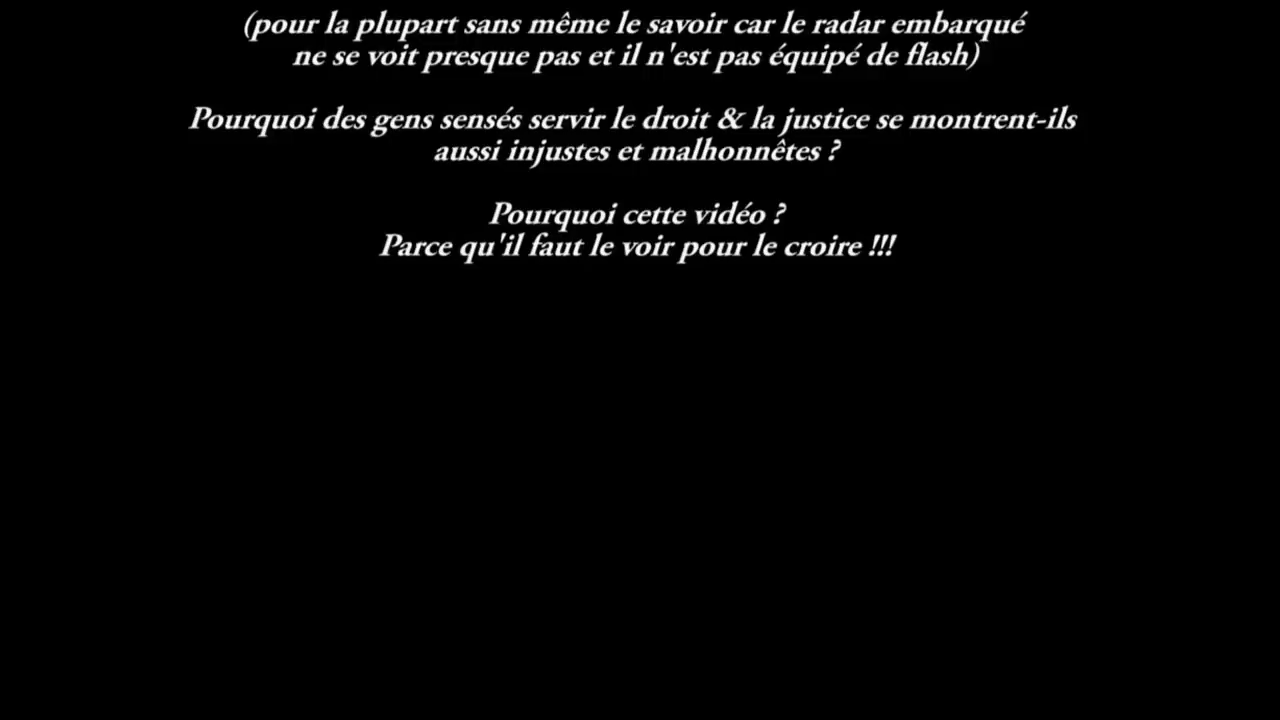 (pour la plupart sans même le savoir car le radar embarqué
ne se voit presque pas et il n'est pas équipé de flash)
Pourquoi des gens sensés servir le droit & la justice se montrent-ils
aussi injustes et malhonnêtes ?
Pourquoi cette vidéo ?
Parce qu'il faut le voir pour le croire !!!